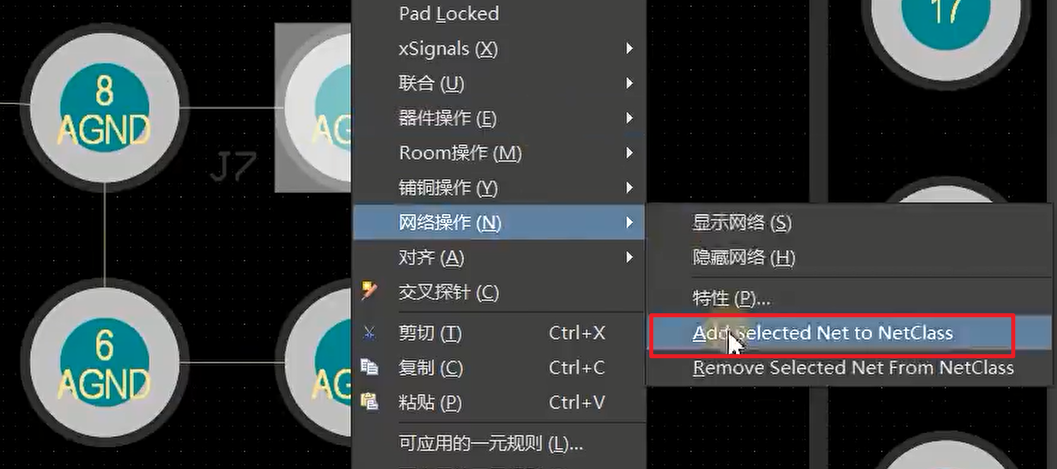 8
AGND
J7
AG
6
AGND
AG
17
Pad Locked
xSignals (X)
联合 (U)
器件操作 (E)
Room操作 (M)
铺铜操作 (Y)
网络操作 (N)
对齐 (A)
交叉探针 (C)
剪切 (T) Ctrl+X
复制 (C) Ctrl+C
粘贴 (P) Ctrl+V
可应用的一元规则 (L)...
显示网络 (S)
隐藏网络 (H)
特性 (P)...
Add Selected Net to NetClass
Remove Selected Net From NetClass